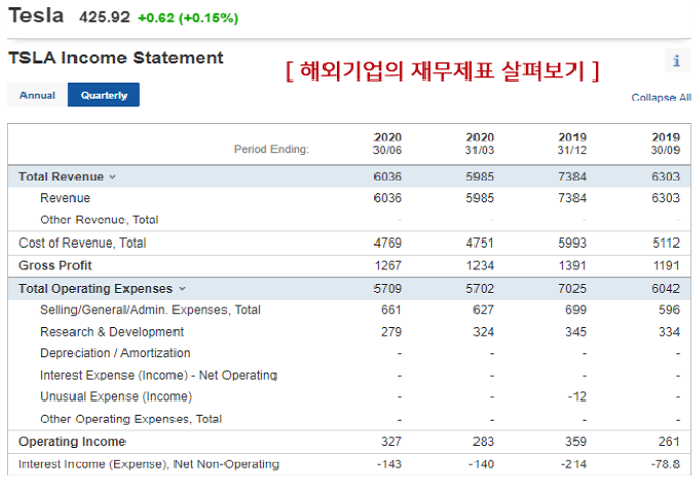 Tesla 425.92 +0.62 (+0.15%)
TSLA Income Statement
[ 해외기업의 재무제표 살펴보기 ]
i
Annual Quarterly
Collapse All
Period Ending: 2020 30/06 2020 31/03 2019 31/12 2019 30/09
Total Revenue 6036 5985 7384 6303
Revenue 6036 5985 7384 6303
Other Revenue, Total - - - -
Cost of Revenue, Total 4769 4751 5993 5112
Gross Profit 1267 1234 1391 1191
Total Operating Expenses 5709 5702 7025 6042
Selling/General/Admin. Expenses, Total 661 627 699 596
Research & Development 279 324 345 334
Depreciation / Amortization - - - -
Interest Expense (Income) - Net Operating - - - -
Unusual Expense (Income) - - -12 -
Other Operating Expenses, Total - - - -
Operating Income 327 283 359 261
Interest Income (Expense), Net Non-Operating -143 -140 -214 -78.8